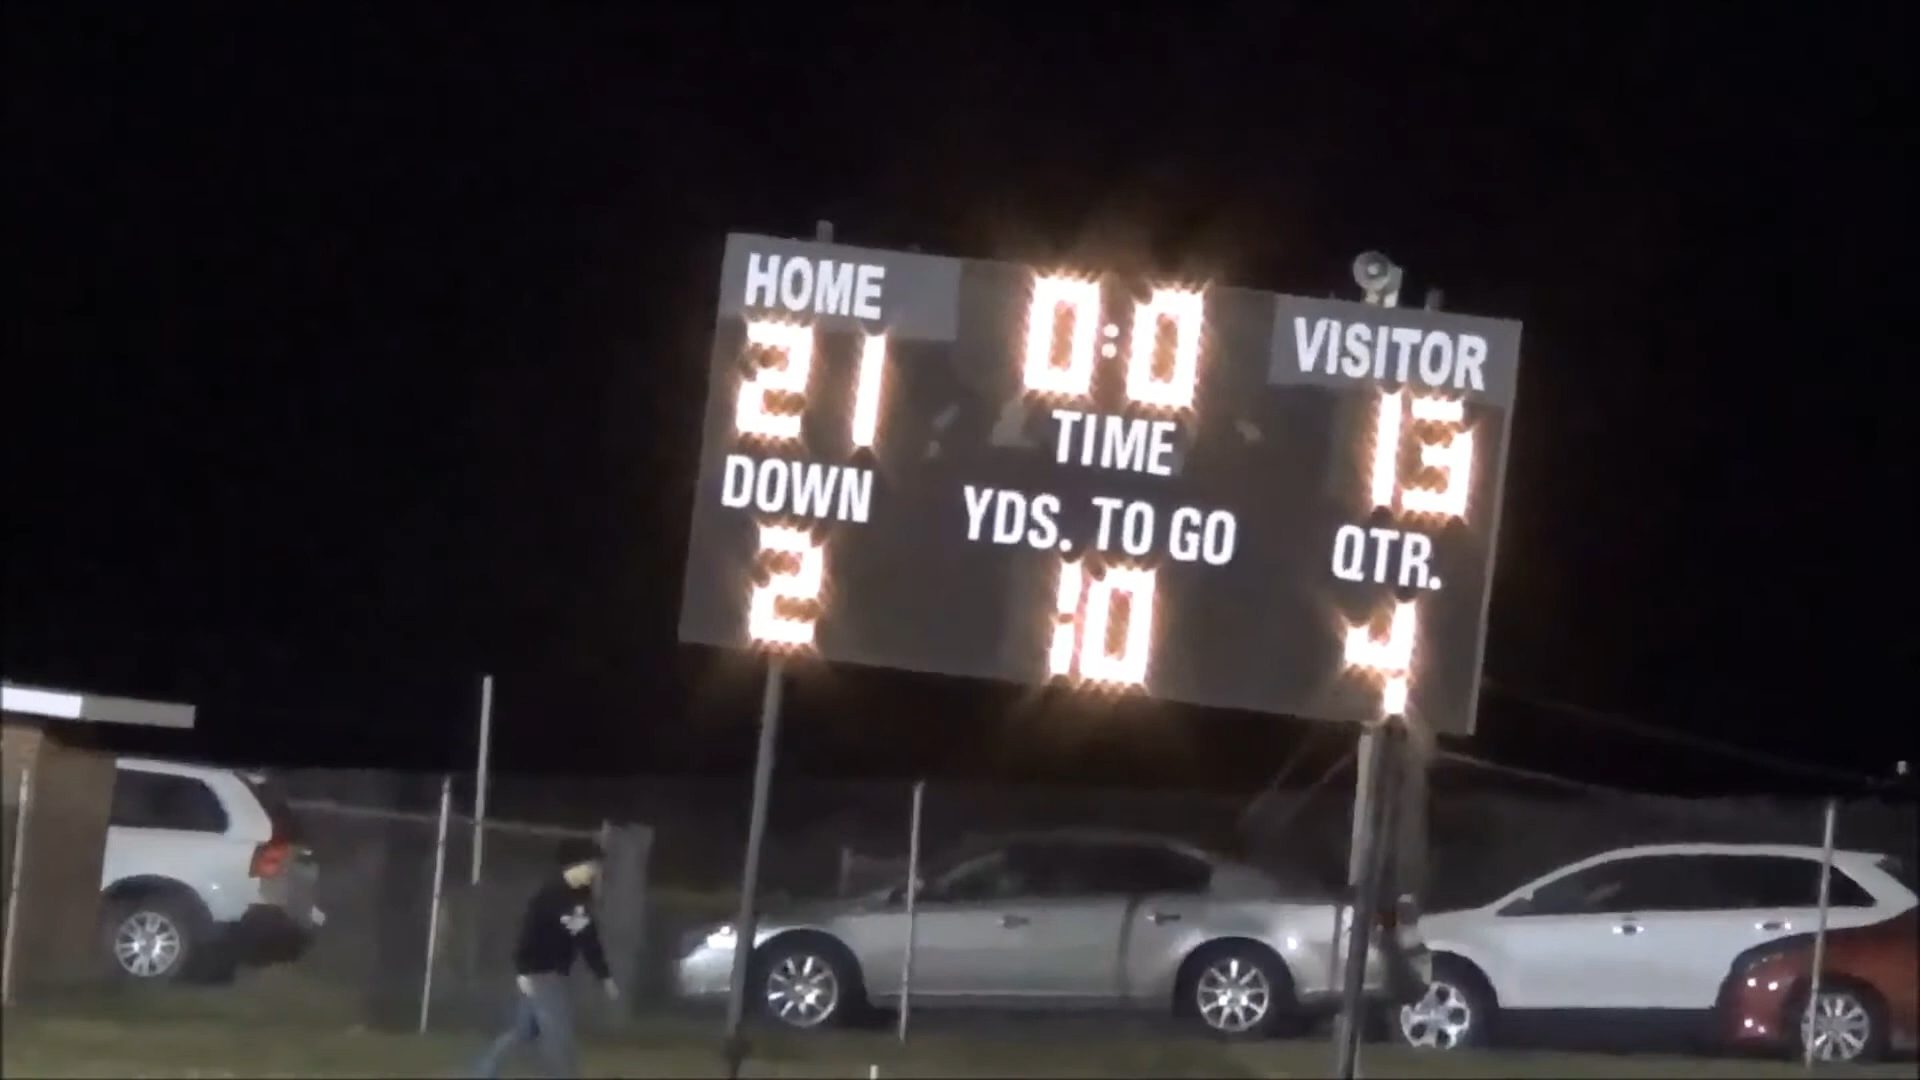 HOME 0:0 VISITOR
21 13
TIME
DOWN YDS. TO GO QTR.
2 10 4